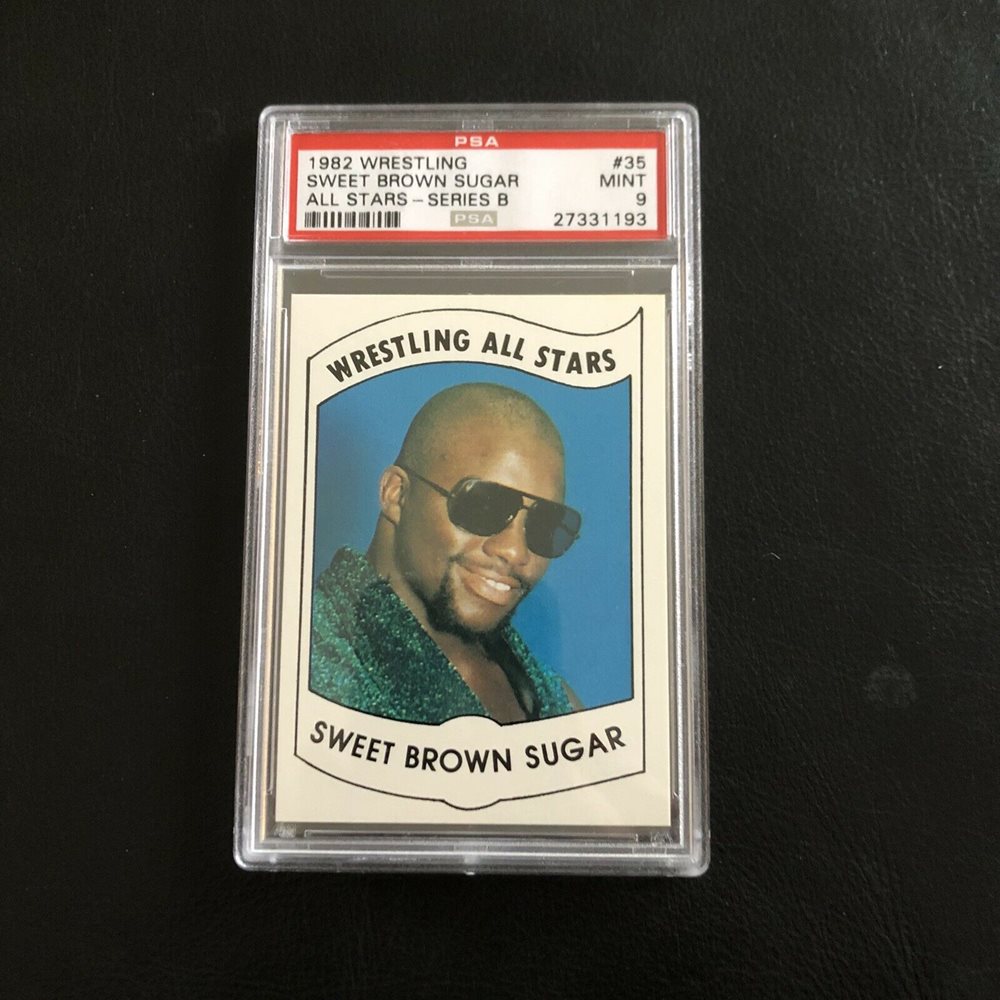 PSA
1982 WRESTLING #35
SWEET BROWN SUGAR MINT
ALL STARS - SERIES B 9
PSA 27331193
WRESTLING ALL STARS
SWEET BROWN SUGAR